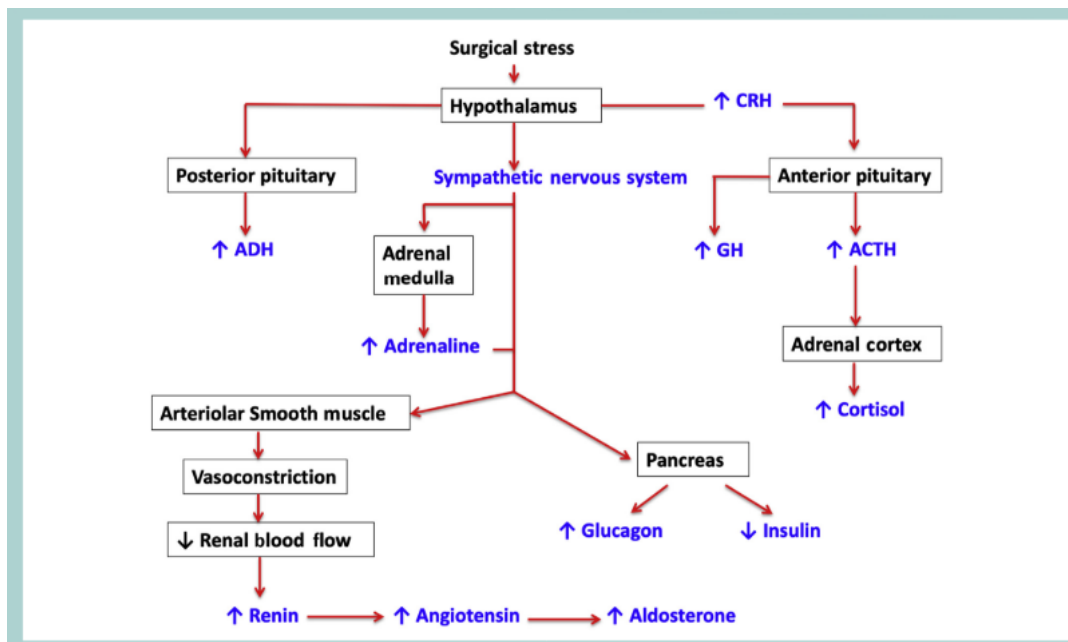 Surgical stress
Hypothalamus
↑ CRH
Posterior pituitary
Sympathetic nervous system
Anterior pituitary
↑ ADH
Adrenal
medulla
↑ GH
↑ ACTH
↑ Adrenaline
Adrenal cortex
Arteriolar Smooth muscle
↑ Cortisol
Vasoconstriction
Pancreas
↓ Renal blood flow
↑ Glucagon
↓ Insulin
↑ Renin
↑ Angiotensin
↑ Aldosterone